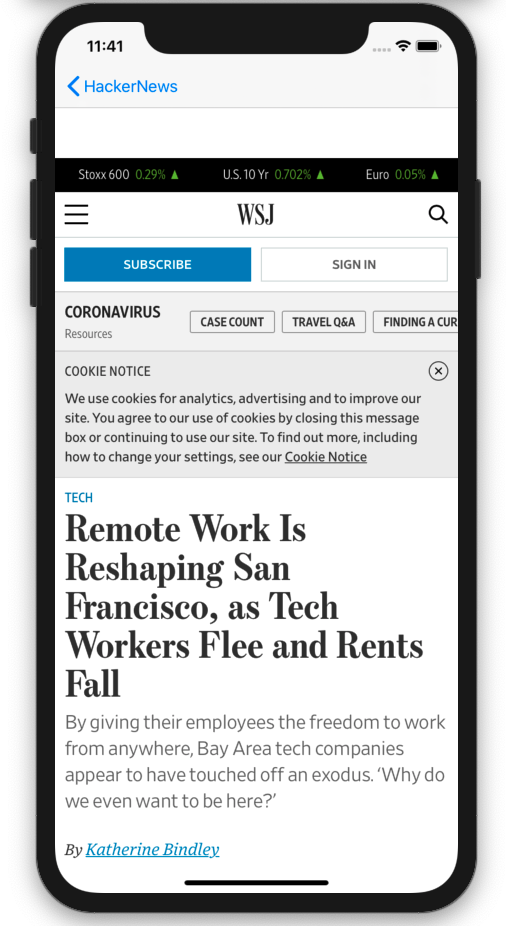 11:41
HackerNews
Stoxx 600 0.29% ▲ U.S. 10 Yr 0.702% ▲ Euro 0.05% ▲
WSJ
SUBSCRIBE SIGN IN
CORONAVIRUS
Resources
CASE COUNT TRAVEL Q&A FINDING A CUR
COOKIE NOTICE
We use cookies for analytics, advertising and to improve our
site. You agree to our use of cookies by closing this message
box or continuing to use our site. To find out more, including
how to change your settings, see our Cookie Notice
TECH
Remote Work Is
Reshaping San
Francisco, as Tech
Workers Flee and Rents
Fall
By giving their employees the freedom to work
from anywhere, Bay Area tech companies
appear to have touched off an exodus. ‘Why do
we even want to be here?’
By Katherine Bindley